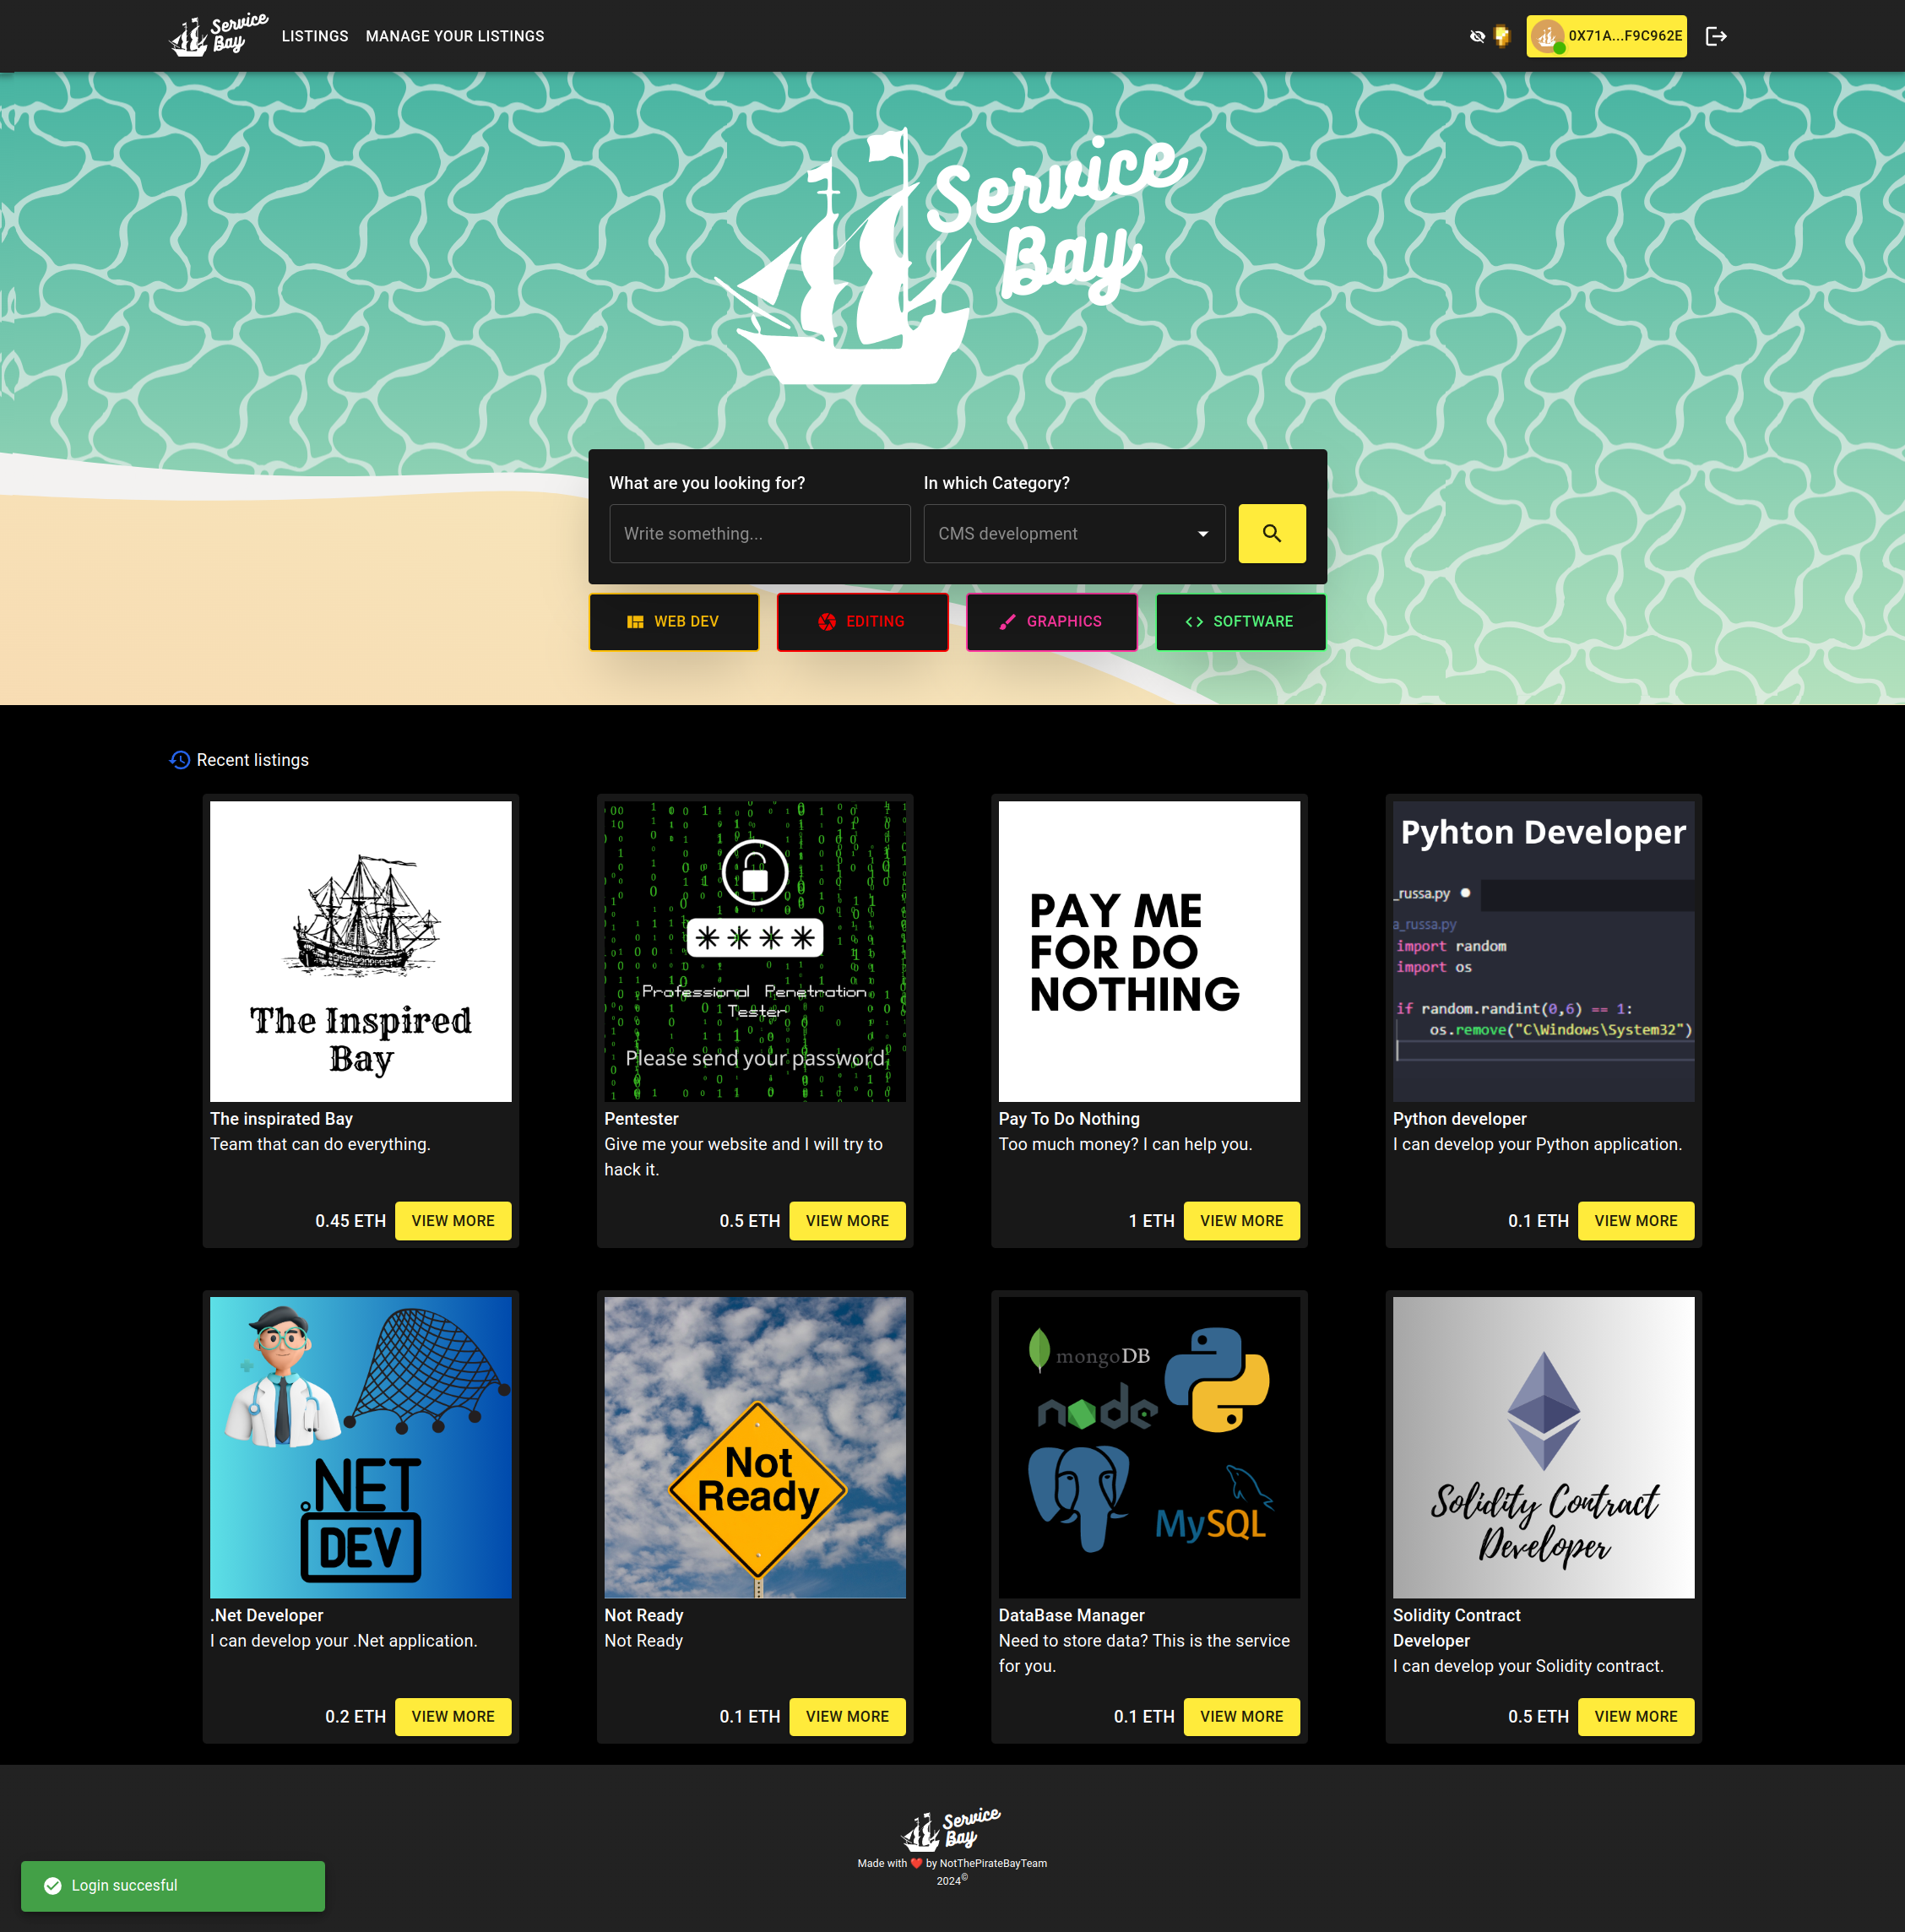 Service
Bay
LISTINGS
MANAGE YOUR LISTINGS
0X71A...F9C962E
Service
Bay
What are you looking for?
In which Category?
Write something...
CMS development
WEB DEV
EDITING
GRAPHICS
SOFTWARE
Recent listings
The Inspired
Bay
The inspirated Bay
Team that can do everything.
0.45 ETH
VIEW MORE
Professional Penetration
Tester
Please send your password
Pentester
Give me your website and I will try to
hack it.
0.5 ETH
VIEW MORE
PAY ME
FOR DO
NOTHING
Pay To Do Nothing
Too much money? I can help you.
1 ETH
VIEW MORE
Pyhton Developer
_russa.py
a_russa.py
import random
import os
if random.randint(0,6) == 1:
os.remove("C\Windows\System32")
Python developer
I can develop your Python application.
0.1 ETH
VIEW MORE
.NET
DEV
.Net Developer
I can develop your .Net application.
0.2 ETH
VIEW MORE
Not
Ready
Not Ready
Not Ready
0.1 ETH
VIEW MORE
mongoDB
node
MySQL
DataBase Manager
Need to store data? This is the service
for you.
0.1 ETH
VIEW MORE
Solidity Contract
Developer
Solidity Contract
Developer
I can develop your Solidity contract.
0.5 ETH
VIEW MORE
Service
Bay
Made with ❤️ by NotThePirateBayTeam
2024©
Login succesful